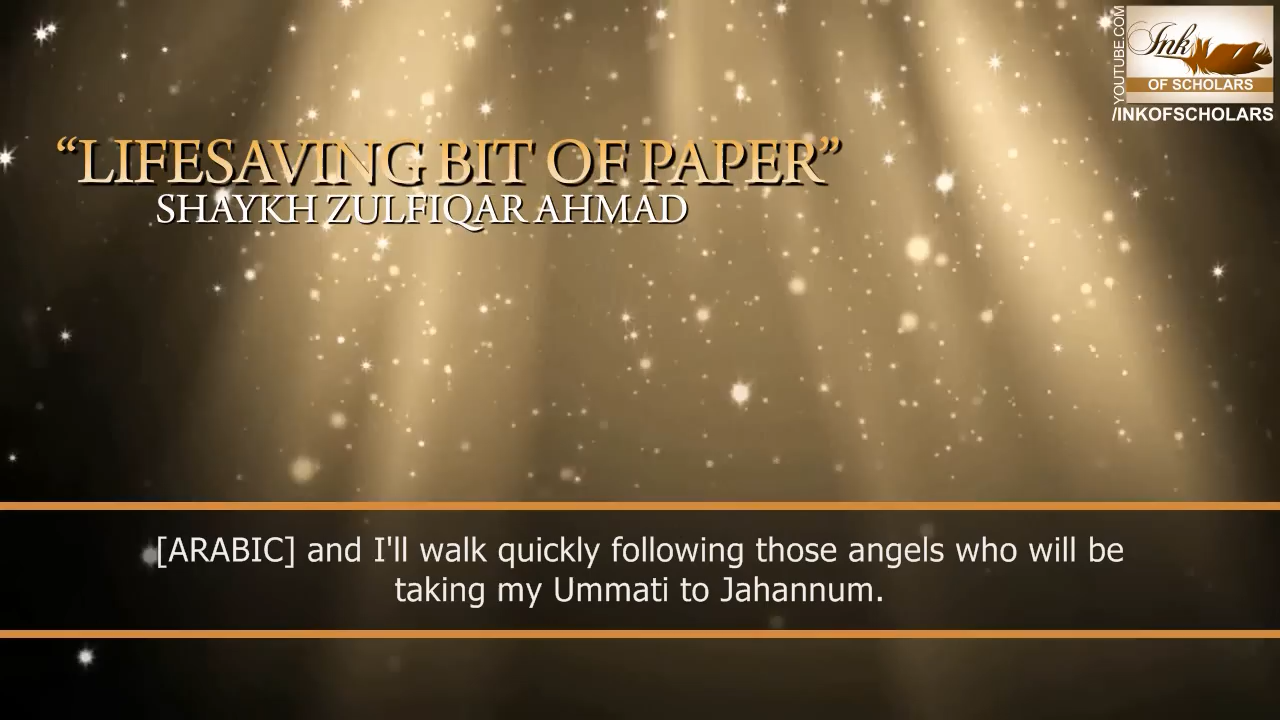 Ink
OF SCHOLARS
YOUTUBE.COM
/INKOFSCHOLARS
“LIFESAVING BIT OF PAPER”
SHAYKH ZULFIQAR AHMAD
[ARABIC] and I'll walk quickly following those angels who will be
taking my Ummati to Jahannum.